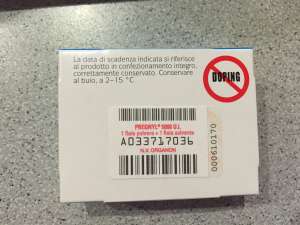 La data di scadenza indicata si riferisce
al prodotto in confezionamento integro,
correttamente conservato. Conservare
al buio, a 2-15 °C
DOPING
PREGNYL® 5000 U.I.
1 fiala polvere + 1 fiala solvente
A033717036
N.V. ORGANON
000610170